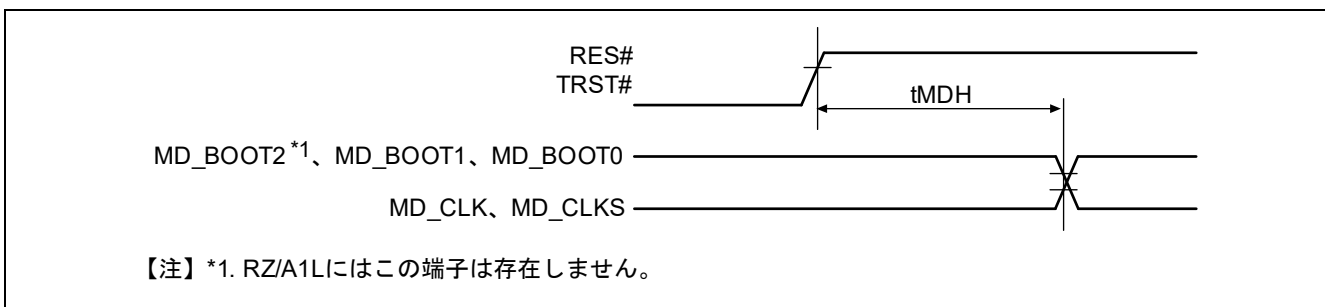 RES#
TRST#
tMDH
MD_BOOT2 *1、MD_BOOT1、MD_BOOT0
MD_CLK、MD_CLKS
【注】*1. RZ/A1Lにはこの端子は存在しません。